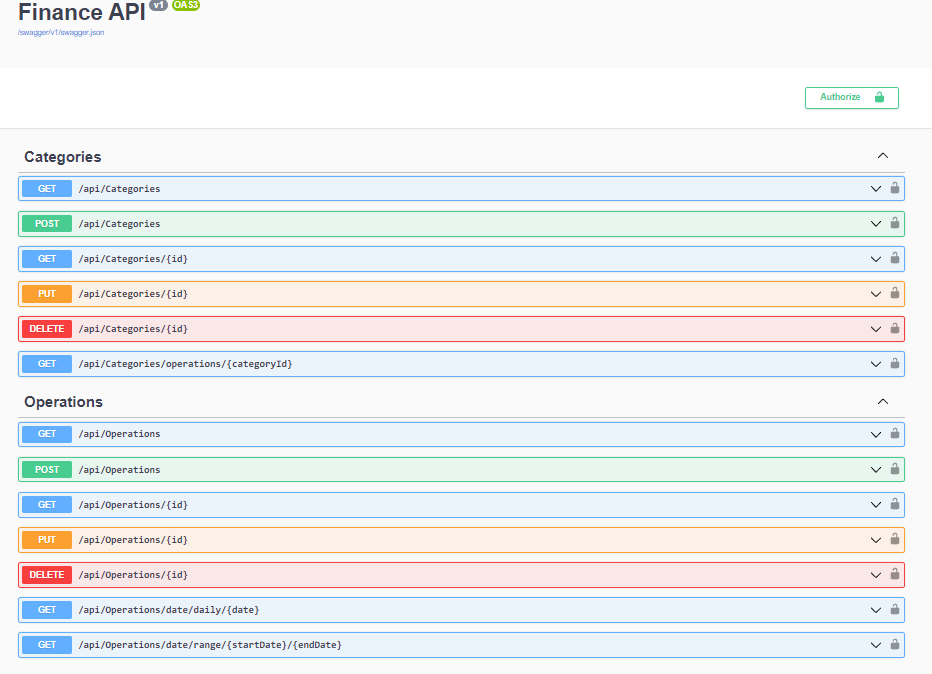 Finance API v1 OAS3
/swagger/v1/swagger.json
Authorize
Categories
GET /api/Categories
POST /api/Categories
GET /api/Categories/{id}
PUT /api/Categories/{id}
DELETE /api/Categories/{id}
GET /api/Categories/operations/{categoryId}
Operations
GET /api/Operations
POST /api/Operations
GET /api/Operations/{id}
PUT /api/Operations/{id}
DELETE /api/Operations/{id}
GET /api/Operations/date/daily/{date}
GET /api/Operations/date/range/{startDate}/{endDate}